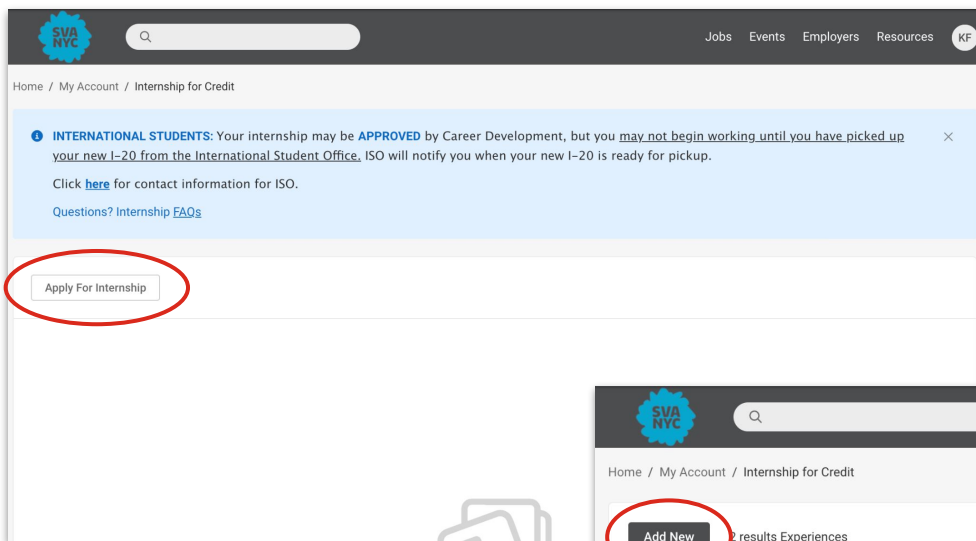 SVA
NYC
Jobs Events Employers Resources KF
Home / My Account / Internship for Credit
INTERNATIONAL STUDENTS: Your internship may be APPROVED by Career Development, but you may not begin working until you have picked up
your new I-20 from the International Student Office. ISO will notify you when your new I-20 is ready for pickup.
Click here for contact information for ISO.
Questions? Internship FAQs
Apply For Internship
SVA
NYC
Home / My Account / Internship for Credit
Add New 2 results Experiences